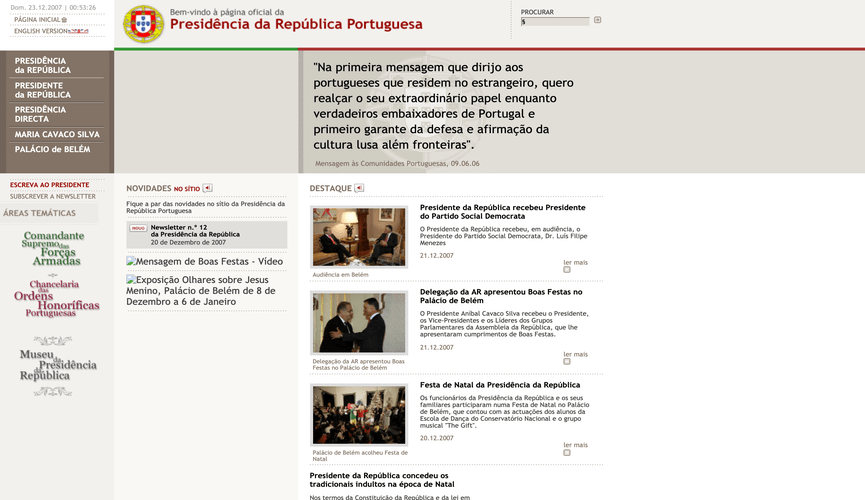 Dom. 23.12.2007 | 00:53:26
PÁGINA INICIAL
ENGLISH VERSION
Bem-vindo à página oficial da
Presidência da República Portuguesa
PROCURAR
s
PRESIDÊNCIA
da REPÚBLICA
PRESIDENTE
da REPÚBLICA
PRESIDÊNCIA
DIRECTA
MARIA CAVACO SILVA
PALÁCIO de BELÉM
"Na primeira mensagem que dirijo aos
portugueses que residem no estrangeiro, quero
realçar o seu extraordinário papel enquanto
verdadeiros embaixadores de Portugal e
primeiro garante da defesa e afirmação da
cultura lusa além fronteiras".
Mensagem às Comunidades Portuguesas, 09.06.06
ESCREVA AO PRESIDENTE
SUBSCREVER A NEWSLETTER
ÁREAS TEMÁTICAS
Comandante
Supremo das
Forças
Armadas
Chancelaria
das
Ordens
Honoríficas
Portuguesas
Museu
da Presidência
da
República
NOVIDADES NO SÍTIO
Fique a par das novidades no sítio da Presidência da
República Portuguesa
NOVO
Newsletter n.º 12
da Presidência da República
20 de Dezembro de 2007
Mensagem de Boas Festas - Vídeo
Exposição Olhares sobre Jesus
Menino, Palácio de Belém de 8 de
Dezembro a 6 de Janeiro
DESTAQUE
Audiência em Belém
Presidente da República recebeu Presidente
do Partido Social Democrata
O Presidente da República recebeu, em audiência, o
Presidente do Partido Social Democrata, Dr. Luís Filipe
Menezes
21.12.2007
ler mais
Delegação da AR apresentou Boas
Festas no Palácio de Belém
Delegação da AR apresentou Boas Festas no
Palácio de Belém
O Presidente Aníbal Cavaco Silva recebeu o Presidente,
os Vice-Presidentes e os Líderes dos Grupos
Parlamentares da Assembleia da República, que lhe
apresentaram cumprimentos de Boas Festas.
21.12.2007
ler mais
Palácio de Belém acolheu Festa de
Natal
Festa de Natal da Presidência da República
Os funcionários da Presidência da República e os seus
familiares participaram numa Festa de Natal no Palácio
de Belém, que contou com as actuações dos alunos da
Escola de Dança do Conservatório Nacional e o grupo
musical "The Gift".
20.12.2007
ler mais
Presidente da República concedeu os
tradicionais indultos na época de Natal
Nos termos da Constituição da República e da lei em